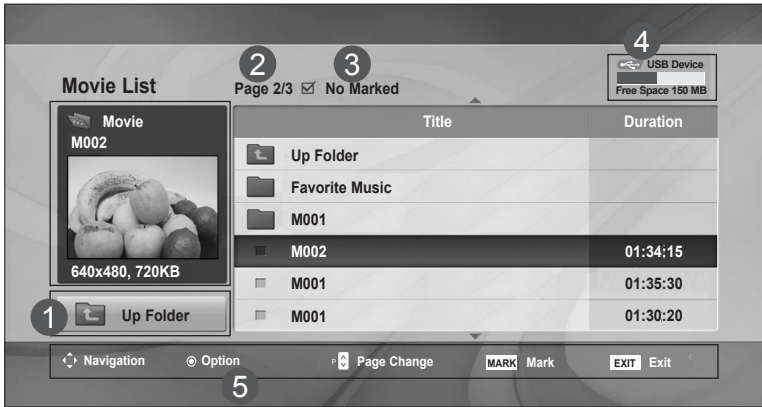 4
2
3
USB Device
Movie List
Page 2/3
No Marked
Free Space 150 MB
Movie
M002
Title
Duration
Up Folder
Favorite Music
M001
M002
01:34:15
640x480, 720KB
M001
01:35:30
1
Up Folder
M001
01:30:20
Navigation
Option
P
Page Change
MARK
Mark
EXIT
Exit
5